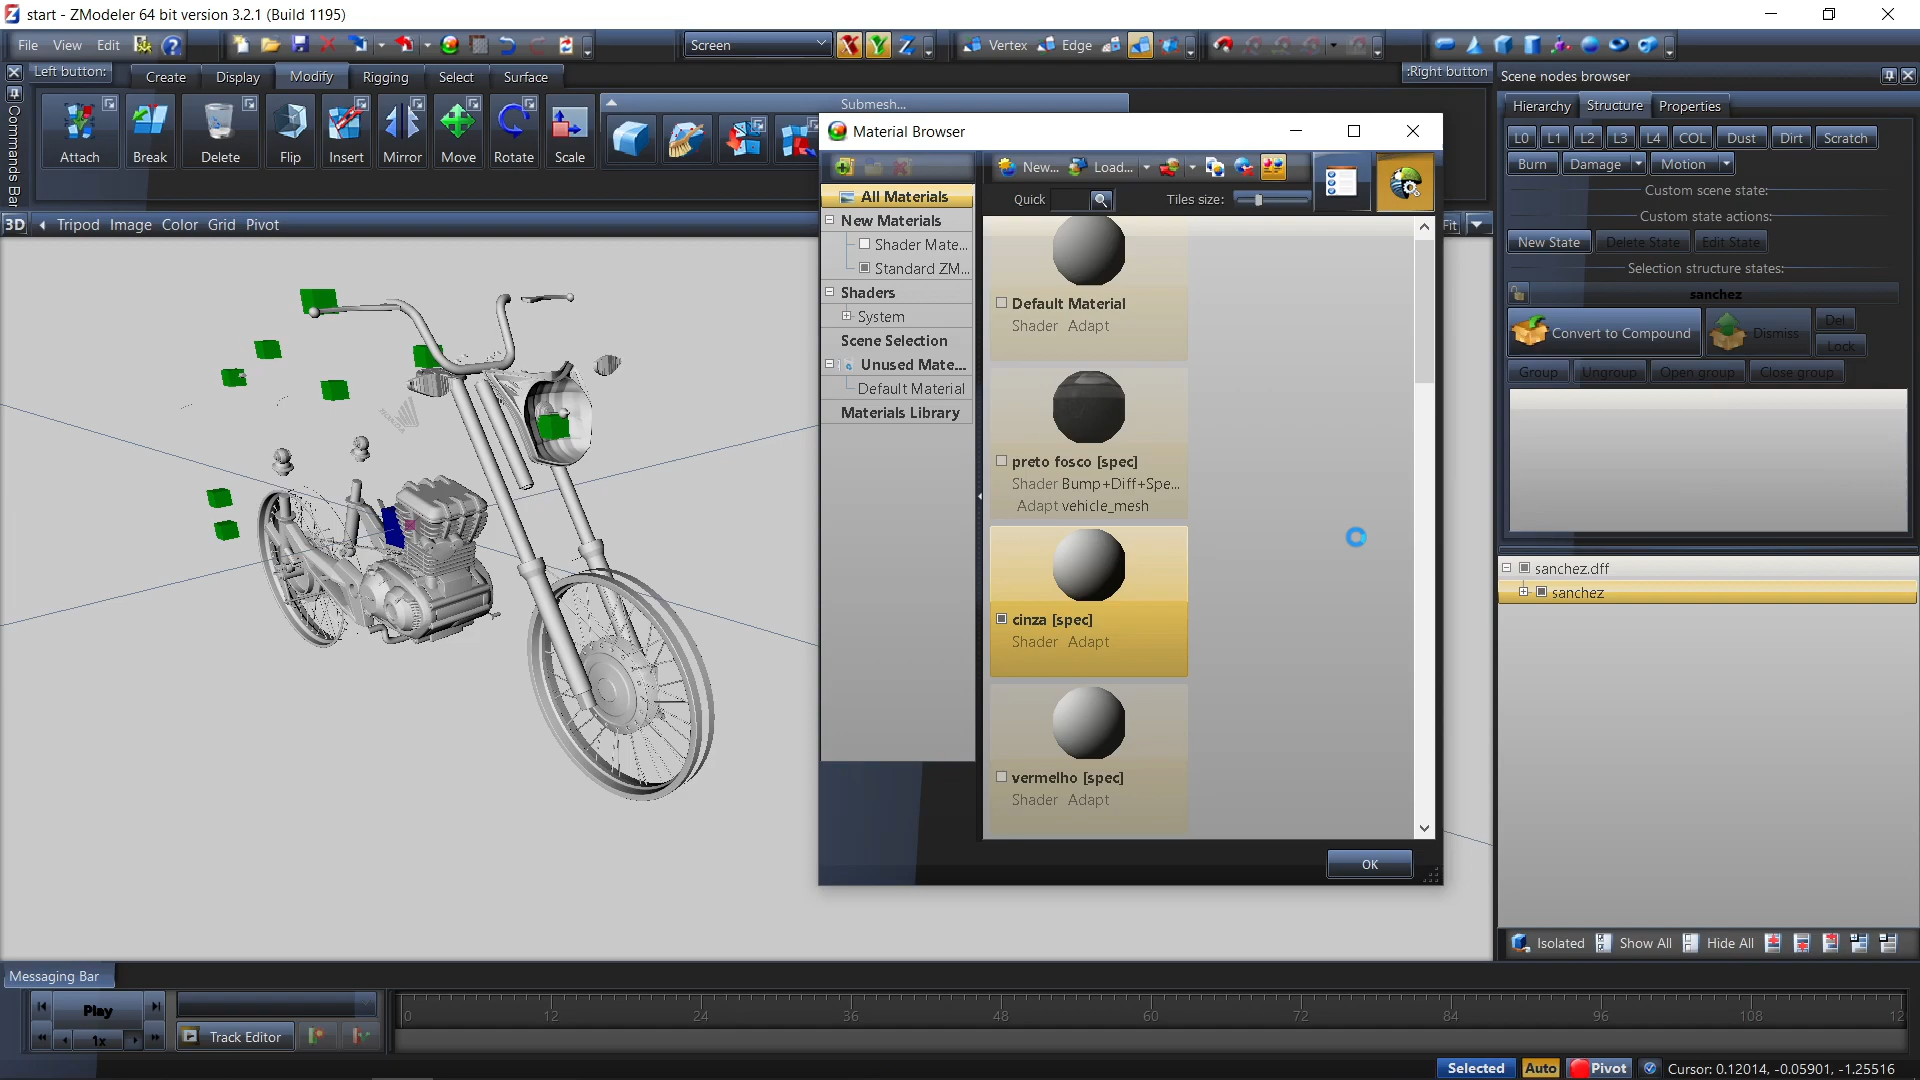 start - ZModeler 64 bit version 3.2.1 (Build 1195)
File View Edit
Screen
X Y Z
Vertex Edge
Left button:
Create Display Modify Rigging Select Surface
:Right button
Commands Bar
Attach Break Delete Flip Insert Mirror Move Rotate Scale
Submesh...
3D Tripod Image Color Grid Pivot
Fit
Material Browser
New... Load...
Quick Tiles size:
All Materials
New Materials
Shader Mate...
Standard ZM...
Shaders
System
Scene Selection
Unused Mate...
Default Material
Materials Library
Default Material
Shader Adapt
preto fosco [spec]
Shader Bump+Diff+Spe...
Adapt vehicle_mesh
cinza [spec]
Shader Adapt
vermelho [spec]
Shader Adapt
OK
Scene nodes browser
Hierarchy Structure Properties
L0 L1 L2 L3 L4 COL Dust Dirt Scratch
Burn Damage Motion
Custom scene state:
Custom state actions:
New State Delete State Edit State
Selection structure states:
sanchez
Convert to Compound Dismiss Del
Lock
Group Ungroup Open group Close group
sanchez.dff
sanchez
Isolated Show All Hide All
Messaging Bar
Play
1x
Track Editor
0 12 24 36 48 60 72 84 96 108 12
Selected Auto Pivot Cursor: 0.12014, -0.05901, -1.25516